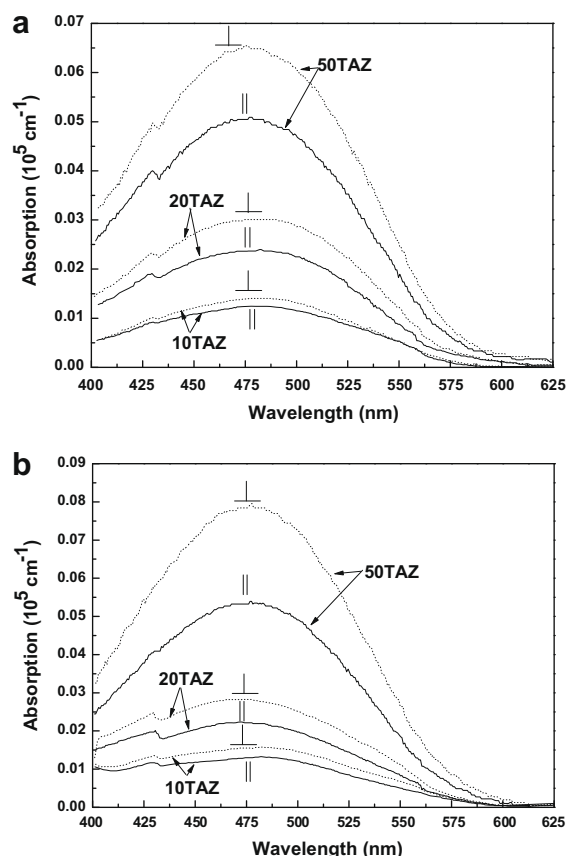 a
0.07
0.06
0.05
0.04
0.03
0.02
0.01
0.00
Absorption (10⁵ cm⁻¹)
⊥
50TAZ
||
20TAZ
⊥
||
⊥
10TAZ
||
400 425 450 475 500 525 550 575 600 625
Wavelength (nm)
b
0.09
0.08
0.07
0.06
0.05
0.04
0.03
0.02
0.01
0.00
Absorption (10⁵ cm⁻¹)
⊥
50TAZ
||
20TAZ
⊥
||
⊥
10TAZ
||
400 425 450 475 500 525 550 575 600 625
Wavelength (nm)